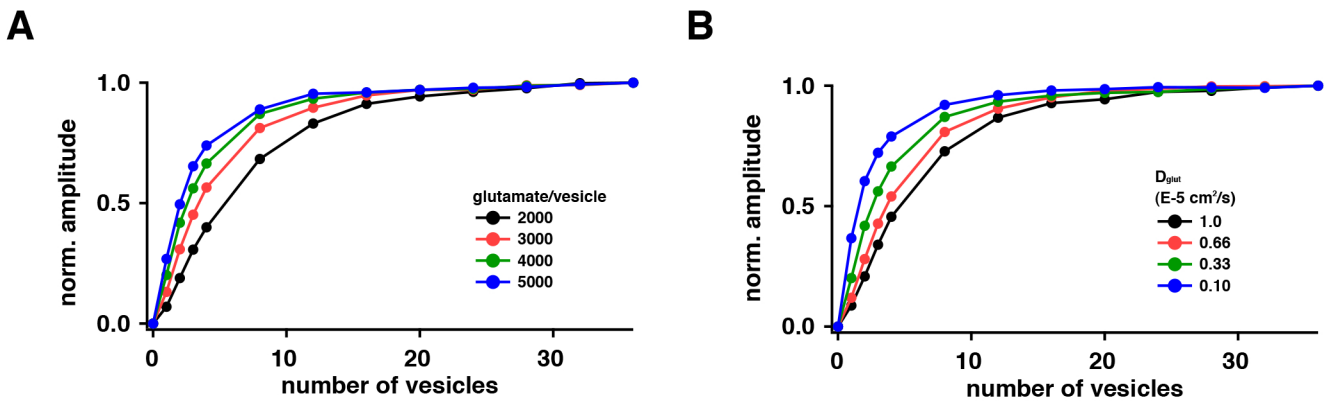 A
norm. amplitude
1.0
0.5
0.0
0
10
20
30
number of vesicles
glutamate/vesicle
2000
3000
4000
5000
B
norm. amplitude
1.0
0.5
0.0
0
10
20
30
number of vesicles
Dglut
(E-5 cm²/s)
1.0
0.66
0.33
0.10